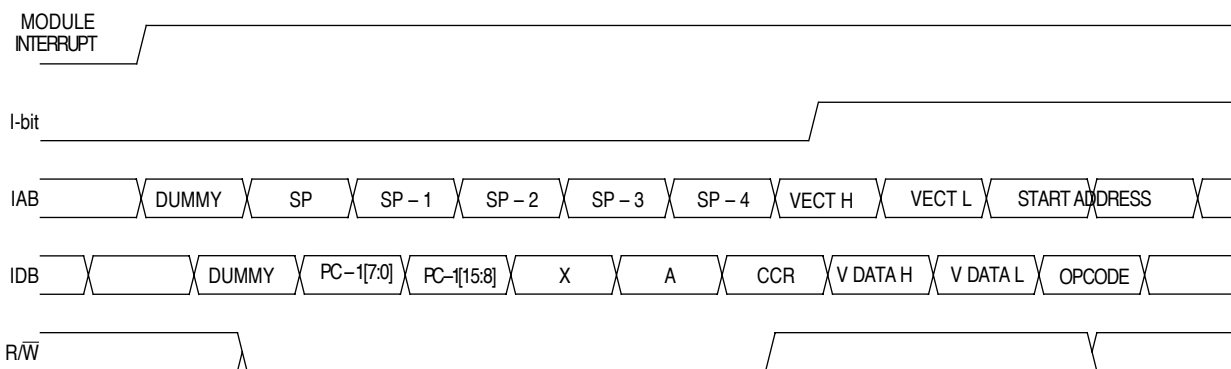 MODULE
INTERRUPT
I-bit
IAB DUMMY SP SP – 1 SP – 2 SP – 3 SP – 4 VECT H VECT L START ADDRESS
IDB DUMMY PC–1[7:0] PC–1[15:8] X A CCR V DATA H V DATA L OPCODE
R/W̅